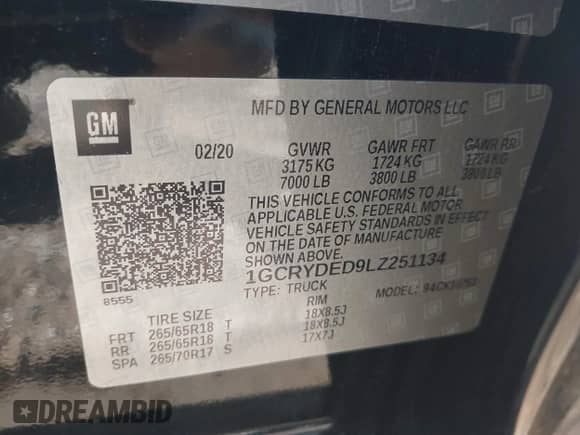 GM
MFD BY GENERAL MOTORS LLC
02/20 GVWR GAWR FRT GAWR RR
3175 KG 1724 KG 1724 KG
7000 LB 3800 LB 3800 LB
THIS VEHICLE CONFORMS TO ALL
APPLICABLE U.S. FEDERAL MOTOR
VEHICLE SAFETY STANDARDS IN EFFECT
ON THE DATE OF MANUFACTURE
SHOWN ABOVE.
8555
1GCRYDED9LZ251134
TYPE: TRUCK MODEL:
TIRE SIZE RIM
FRT 265/65R18 T 18X8.5J
RR 265/65R18 T 18X8.5J
SPA 265/70R17 S 17X7J
DREAMBID